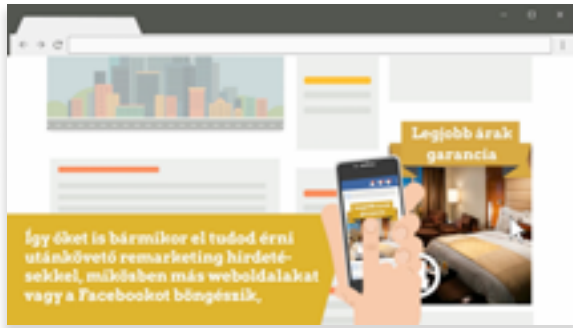 Legjobb árak
garancia
Így őket is bármikor el tudod érni
utánkövető remarketing hirdeté-
sekkel, miközben más weboldalakat
vagy a Facebookot böngészik,